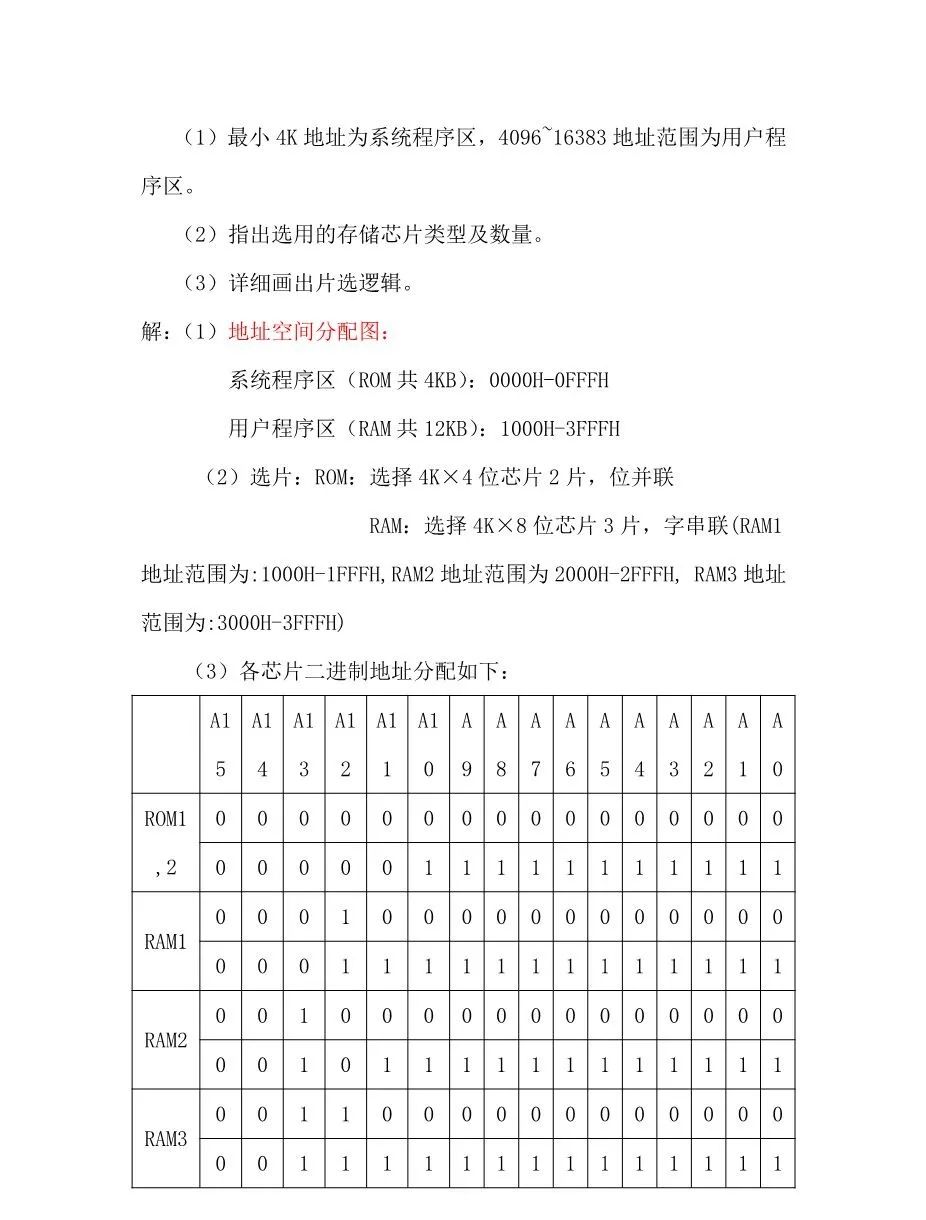 （1）最小 4K 地址为系统程序区，4096~16383 地址范围为用户程
序区。
（2）指出选用的存储芯片类型及数量。
（3）详细画出片选逻辑。
解：（1）地址空间分配图：
系统程序区（ROM 共 4KB）：0000H-0FFFH
用户程序区（RAM 共 12KB）：1000H-3FFFH
（2）选片：ROM：选择 4K×4 位芯片 2 片，位并联
RAM：选择 4K×8 位芯片 3 片，字串联(RAM1
地址范围为:1000H-1FFFH,RAM2 地址范围为 2000H-2FFFH, RAM3 地址
范围为:3000H-3FFFH)
（3）各芯片二进制地址分配如下：
A15 A14 A13 A12 A11 A10 A9 A8 A7 A6 A5 A4 A3 A2 A1 A0
ROM1,2 0 0 0 0 0 0 0 0 0 0 0 0 0 0 0 0
0 0 0 0 0 1 1 1 1 1 1 1 1 1 1 1
RAM1 0 0 0 1 0 0 0 0 0 0 0 0 0 0 0 0
0 0 0 1 1 1 1 1 1 1 1 1 1 1 1 1
RAM2 0 0 1 0 0 0 0 0 0 0 0 0 0 0 0 0
0 0 1 0 1 1 1 1 1 1 1 1 1 1 1 1
RAM3 0 0 1 1 0 0 0 0 0 0 0 0 0 0 0 0
0 0 1 1 1 1 1 1 1 1 1 1 1 1 1 1